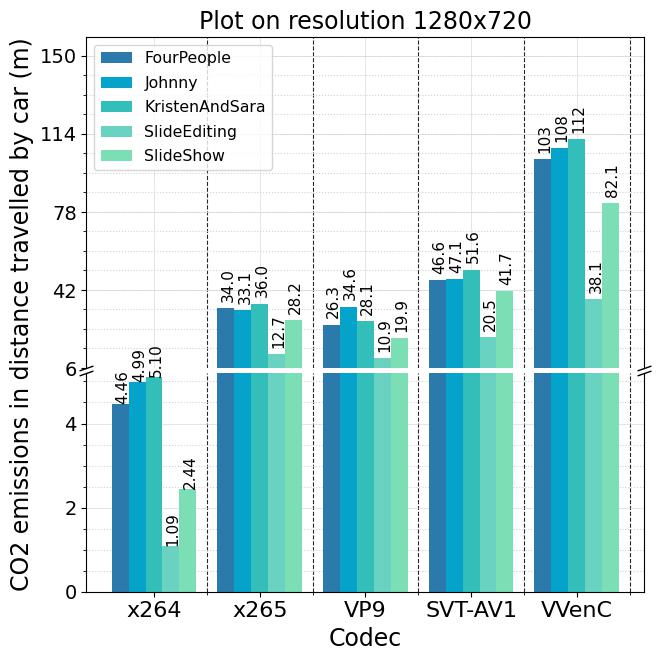 Plot on resolution 1280x720
CO2 emissions in distance travelled by car (m)
150
114
78
42
6
4
2
0
FourPeople
Johnny
KristenAndSara
SlideEditing
SlideShow
4.46
4.99
5.10
1.09
2.44
34.0
33.1
36.0
12.7
28.2
26.3
34.6
28.1
10.9
19.9
46.6
47.1
51.6
20.5
41.7
103
108
112
38.1
82.1
x264
x265
VP9
SVT-AV1
VVenC
Codec